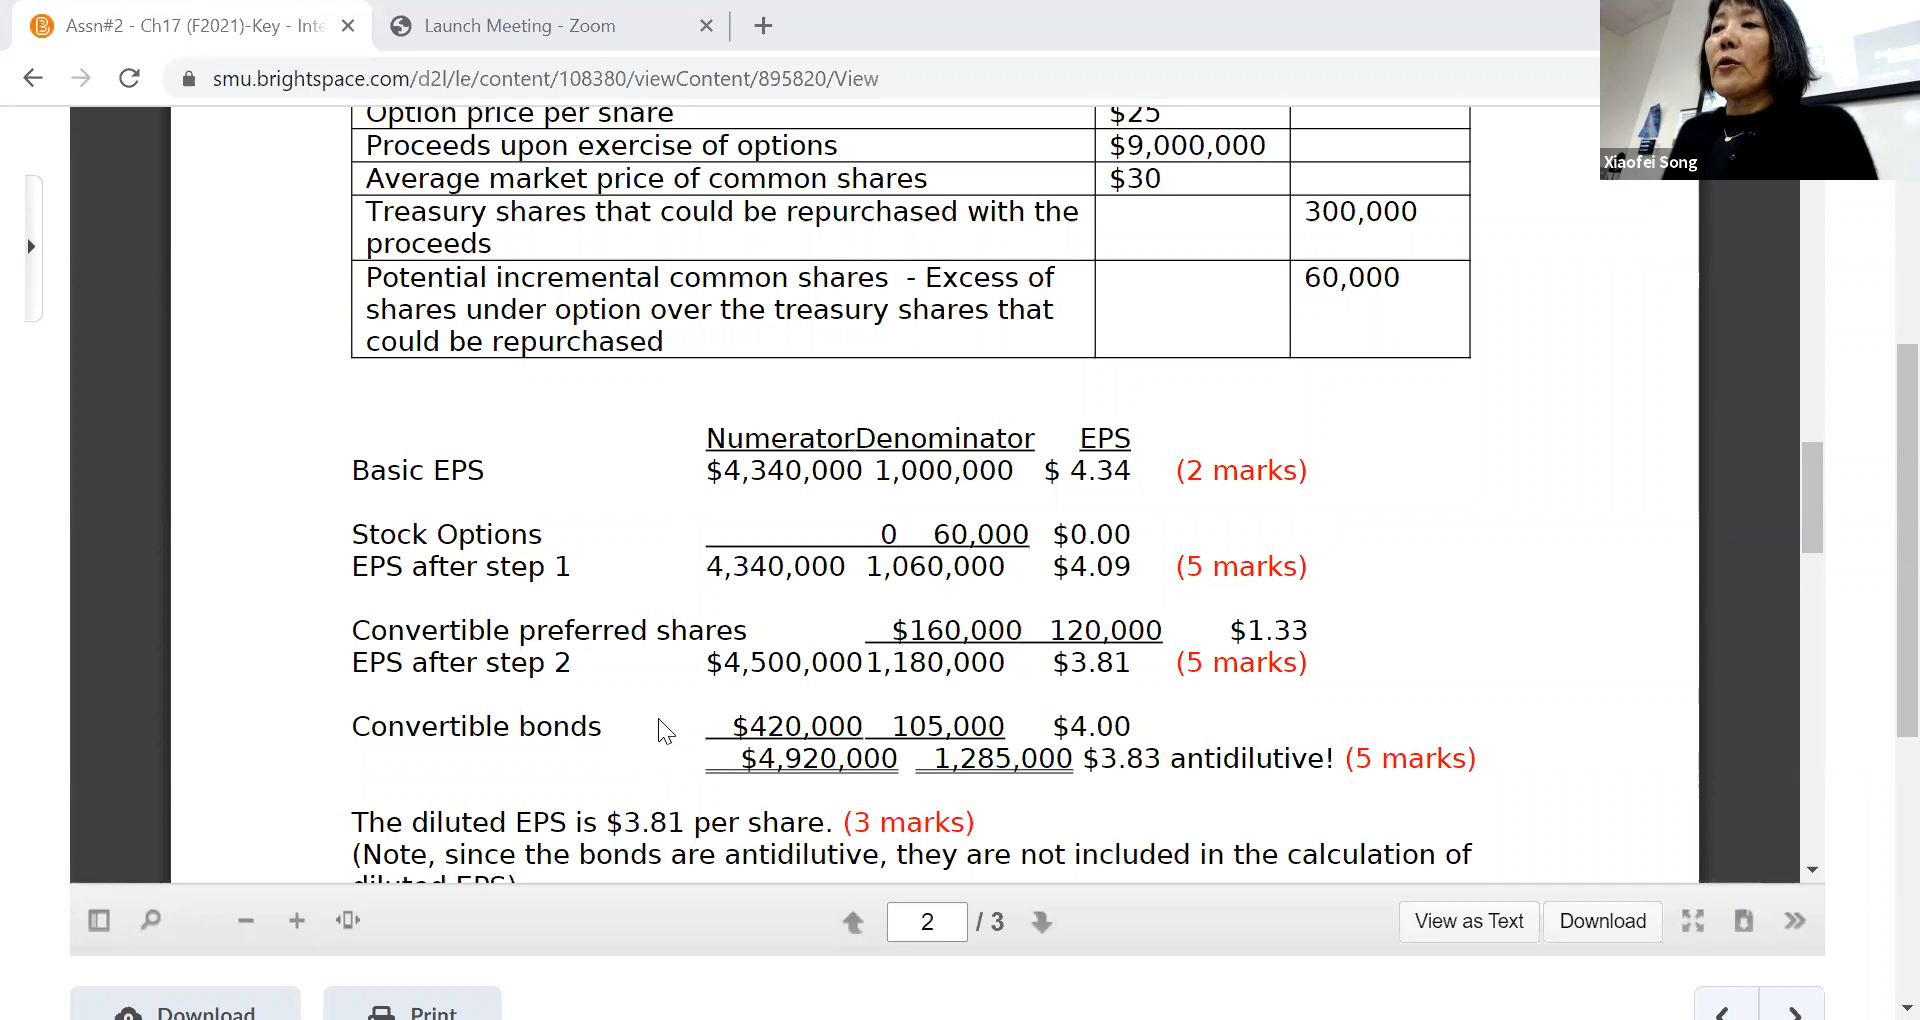 Assn#2 - Ch17 (F2021)-Key - Inte
Launch Meeting - Zoom
smu.brightspace.com/d2l/le/content/108380/viewContent/895820/View
Xiaofei Song
Option price per share $25
Proceeds upon exercise of options $9,000,000
Average market price of common shares $30
Treasury shares that could be repurchased with the 300,000
proceeds
Potential incremental common shares - Excess of 60,000
shares under option over the treasury shares that
could be repurchased
Numerator Denominator EPS
Basic EPS $4,340,000 1,000,000 $ 4.34 (2 marks)
Stock Options 0 60,000 $0.00
EPS after step 1 4,340,000 1,060,000 $4.09 (5 marks)
Convertible preferred shares $160,000 120,000 $1.33
EPS after step 2 $4,500,000 1,180,000 $3.81 (5 marks)
Convertible bonds $420,000 105,000 $4.00
$4,920,000 1,285,000 $3.83 antidilutive! (5 marks)
The diluted EPS is $3.81 per share. (3 marks)
(Note, since the bonds are antidilutive, they are not included in the calculation of
diluted EPS)
2 / 3
View as Text Download
Download Print